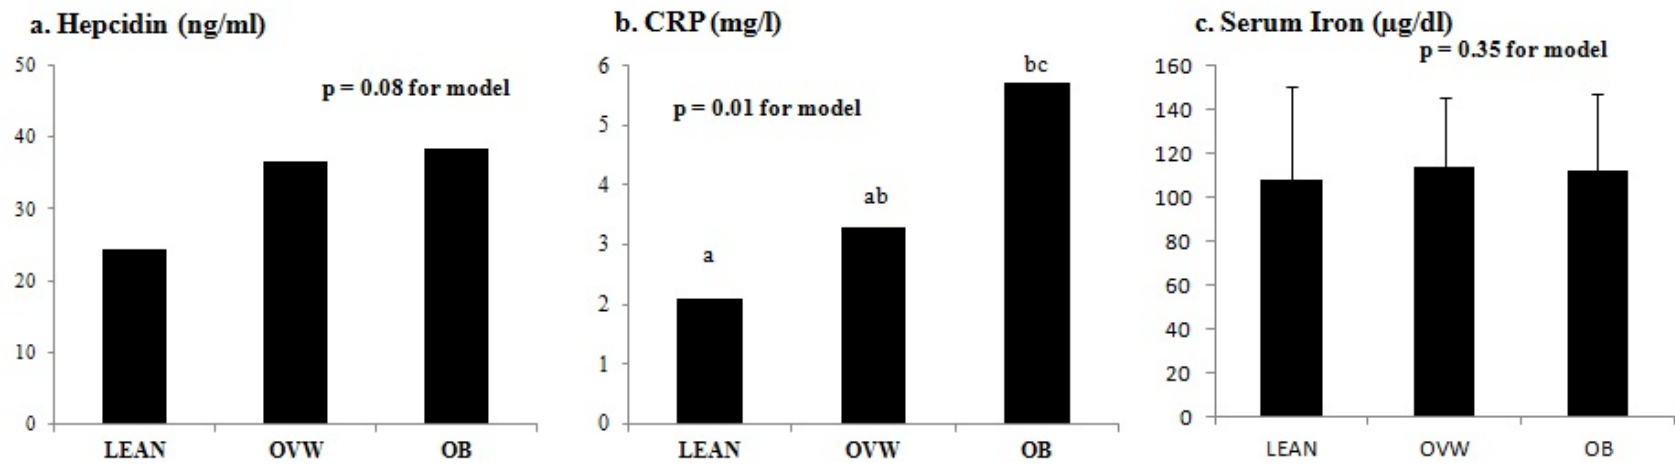 a. Hepcidin (ng/ml)
p = 0.08 for model
50
40
30
20
10
0
LEAN OVW OB
b. CRP (mg/l)
p = 0.01 for model
6
5
4
3
2
1
0
a
ab
bc
LEAN OVW OB
c. Serum Iron (µg/dl)
p = 0.35 for model
160
140
120
100
80
60
40
20
0
LEAN OVW OB